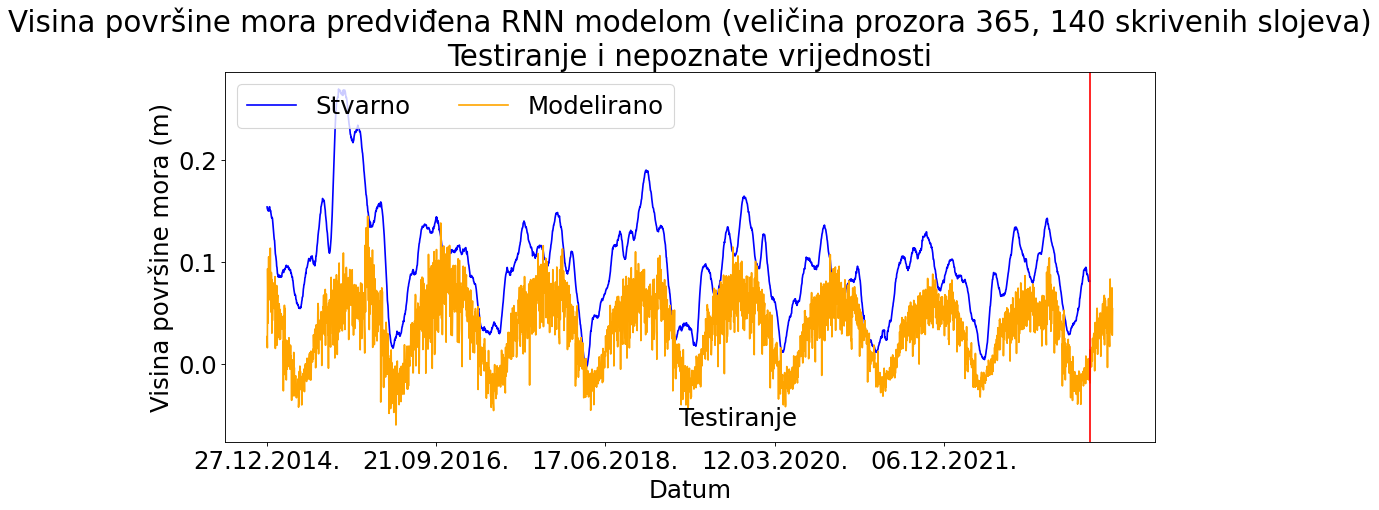 Visina površine mora predviđena RNN modelom (veličina prozora 365, 140 skrivenih slojeva)
Testiranje i nepoznate vrijednosti
Stvarno Modelirano
Visina površine mora (m)
0.2
0.1
0.0
Testiranje
27.12.2014. 21.09.2016. 17.06.2018. 12.03.2020. 06.12.2021.
Datum